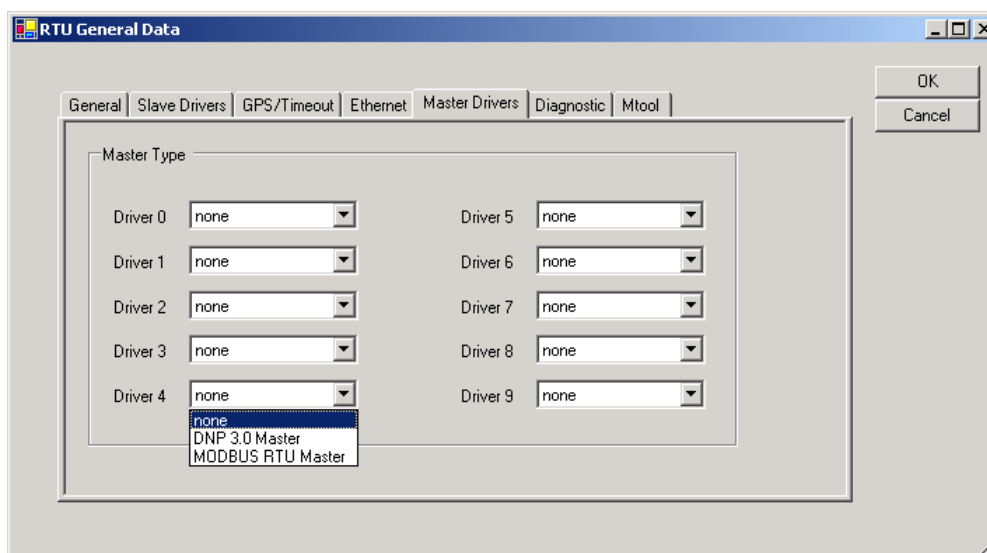 RTU General Data
OK
Cancel
General Slave Drivers GPS/Timeout Ethernet Master Drivers Diagnostic Mtool
Master Type
Driver 0 none Driver 5 none
Driver 1 none Driver 6 none
Driver 2 none Driver 7 none
Driver 3 none Driver 8 none
Driver 4 none Driver 9 none
none
DNP 3.0 Master
MODBUS RTU Master